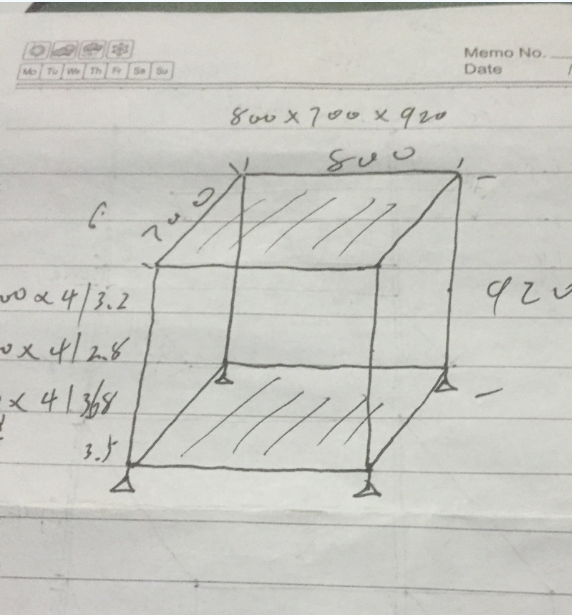 Memo No.
Mo Tu We Th Fr Sa Su
Date
800 x 700 x 920
800
700
920
00 x 4 / 3.2
0 x 4 / 2.8
x 4 / 3.68
3.5